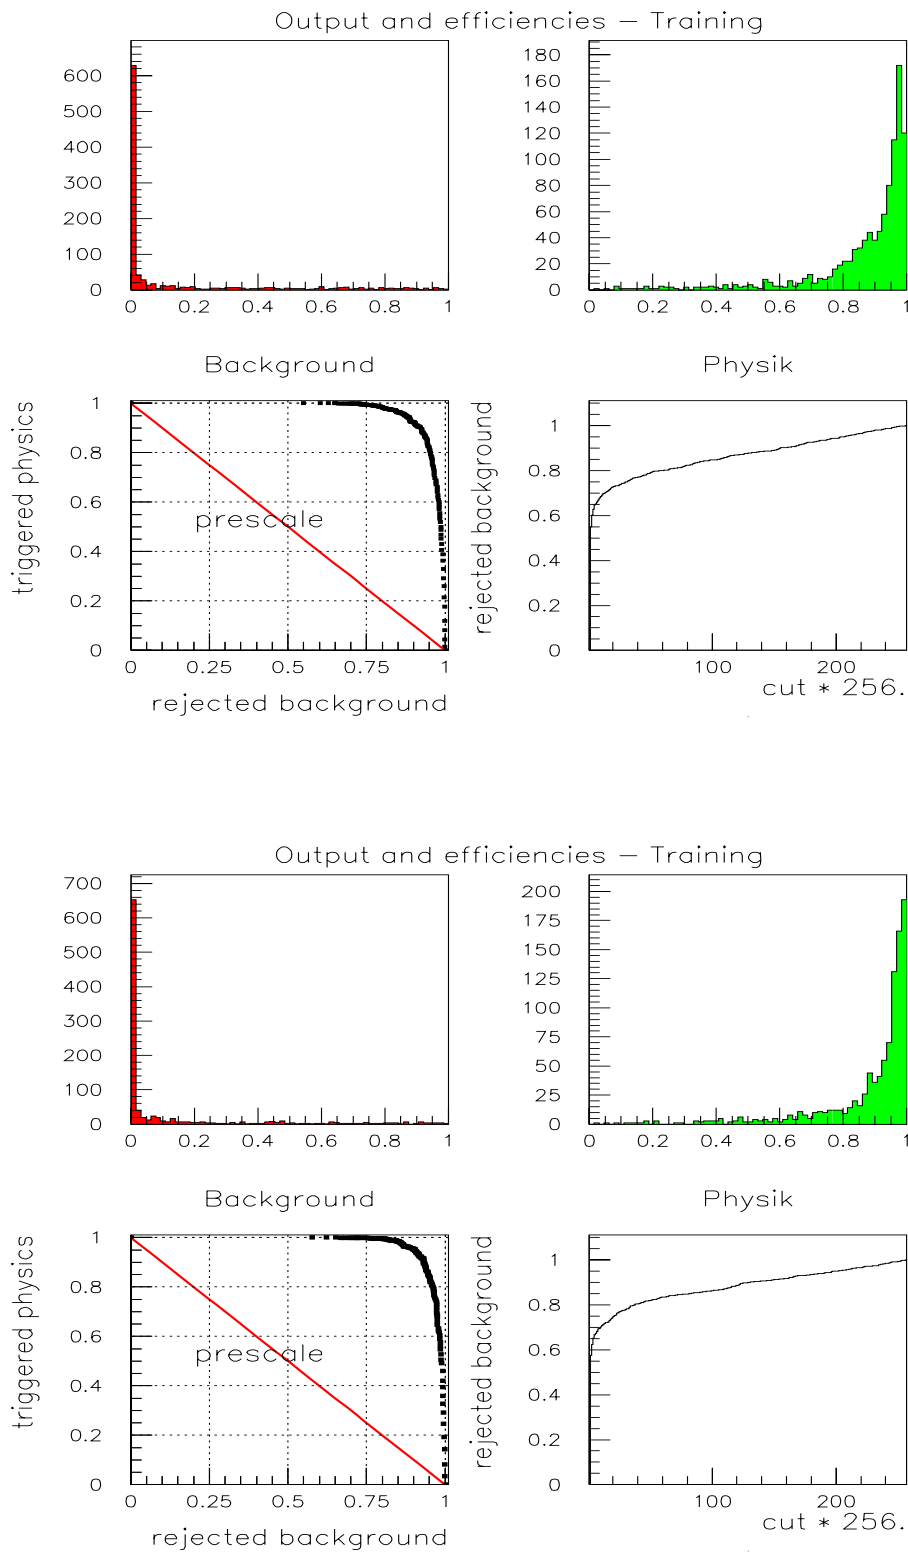 Output and efficiencies – Training
600
500
400
300
200
100
0
0 0.2 0.4 0.6 0.8 1
Background
180
160
140
120
100
80
60
40
20
0
0 0.2 0.4 0.6 0.8 1
Physik
triggered physics
1
0.8
0.6
0.4
0.2
0
prescale
0 0.25 0.5 0.75 1
rejected background
rejected background
1
0.8
0.6
0.4
0.2
0
100 200
cut * 256.
Output and efficiencies – Training
700
600
500
400
300
200
100
0
0 0.2 0.4 0.6 0.8 1
Background
200
175
150
125
100
75
50
25
0
0 0.2 0.4 0.6 0.8 1
Physik
triggered physics
1
0.8
0.6
0.4
0.2
0
prescale
0 0.25 0.5 0.75 1
rejected background
rejected background
1
0.8
0.6
0.4
0.2
0
100 200
cut * 256.